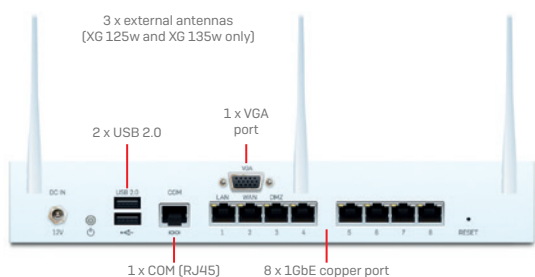 3 x external antennas
(XG 125w and XG 135w only)
1 x VGA
port
2 x USB 2.0
VGA
DC IN
USB 2.0
COM
LAN
WAN
DMZ
12V
1
2
3
4
5
6
7
8
RESET
1 x COM (RJ45)
8 x 1GbE copper port